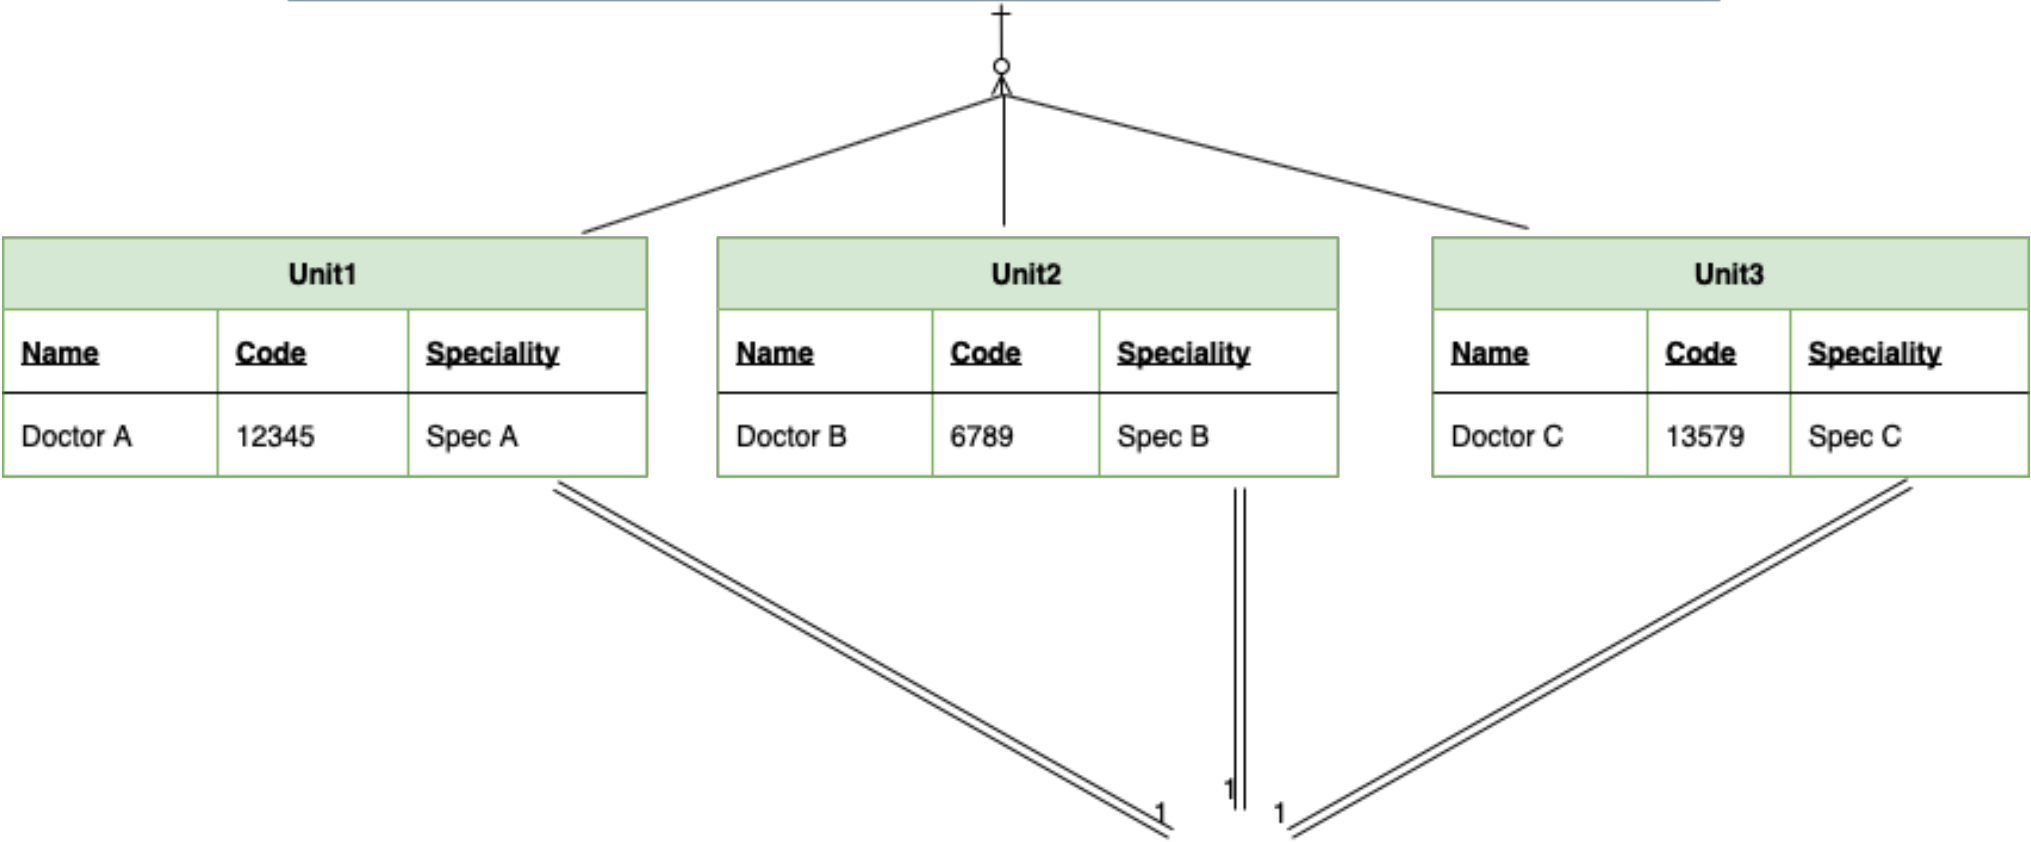 Unit1 Unit2 Unit3
Name Code Speciality Name Code Speciality Name Code Speciality
Doctor A 12345 Spec A Doctor B 6789 Spec B Doctor C 13579 Spec C
1 1 1